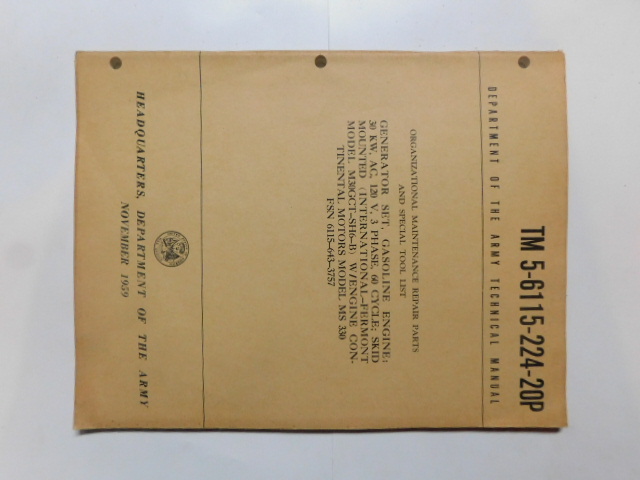 TM 5-6115-224-20P
DEPARTMENT OF THE ARMY TECHNICAL MANUAL
ORGANIZATIONAL MAINTENANCE REPAIR PARTS
AND SPECIAL TOOL LIST
GENERATOR SET, GASOLINE ENGINE:
30 KW, AC, 120 V, 3 PHASE, 60 CYCLE; SKID
MOUNTED (INTERNATIONAL-FERMONT
MODEL M30GCT-SH6-B) W/ENGINE CON-
TINENTAL MOTORS MODEL MS 330
FSN 6115-643-3757
HEADQUARTERS, DEPARTMENT OF THE ARMY
NOVEMBER 1959